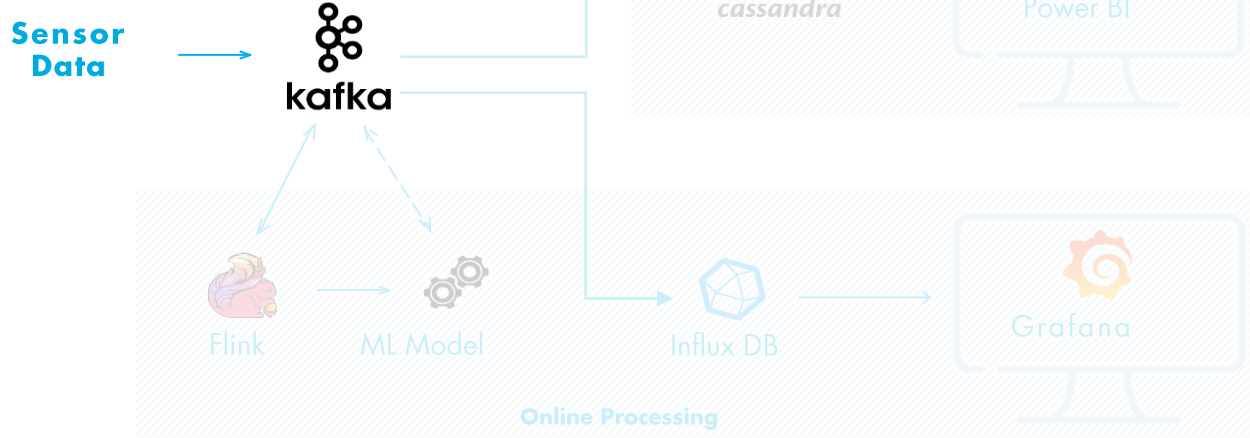 cassandra
Power BI
Sensor
Data
kafka
Flink
ML Model
Influx DB
Grafana
Online Processing